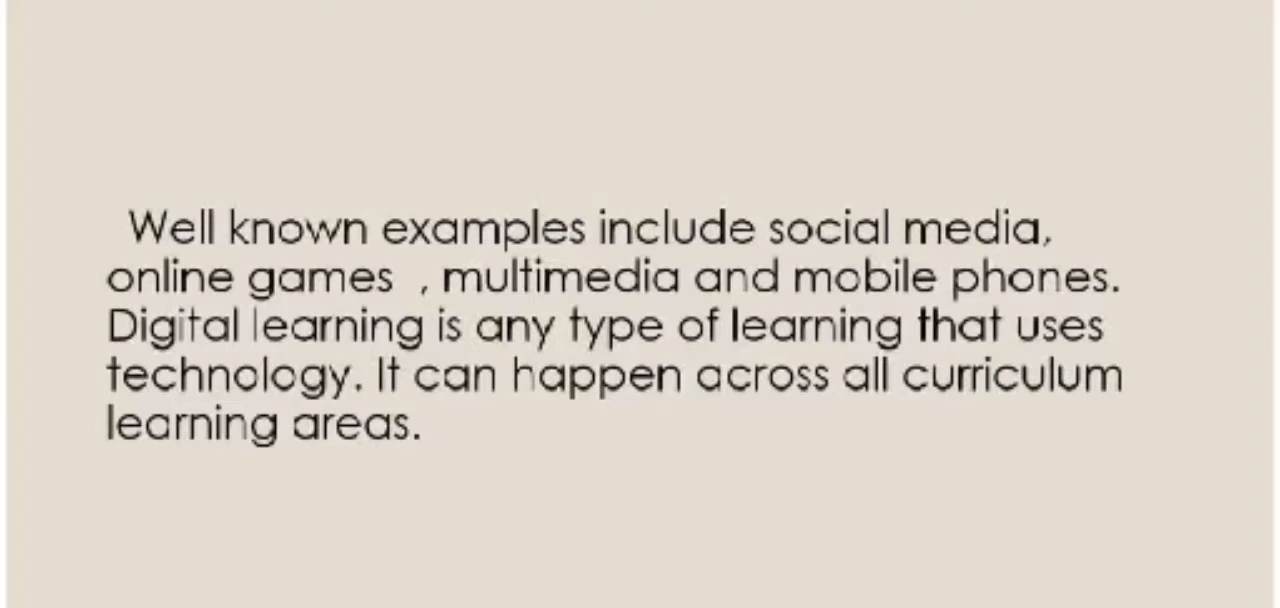 Well known examples include social media,
online games , multimedia and mobile phones.
Digital learning is any type of learning that uses
technology. It can happen across all curriculum
learning areas.